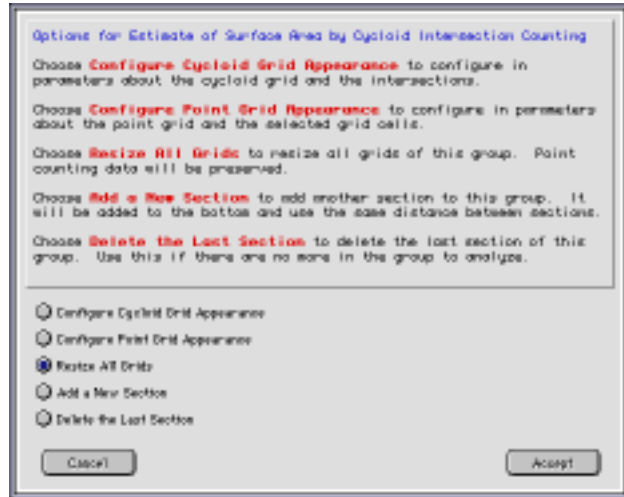 Options for Estimate of Surface Area by Cycloid Intersection Counting
Choose Configure Cycloid Grid Appearance to configure in
parameters about the cycloid grid and the intersections.
Choose Configure Point Grid Appearance to configure in parameters
about the point grid and the selected grid cells.
Choose Resize All Grids to resize all grids of this group. Point
counting data will be preserved.
Choose Add a New Section to add another section to this group. It
will be added to the bottom and use the same distance between sections.
Choose Delete the Last Section to delete the last section of this
group. Use this if there are no more in the group to analyze.
Configure Cycloid Grid Appearance
Configure Point Grid Appearance
Resize All Grids
Add a New Section
Delete the Last Section
Cancel
Accept